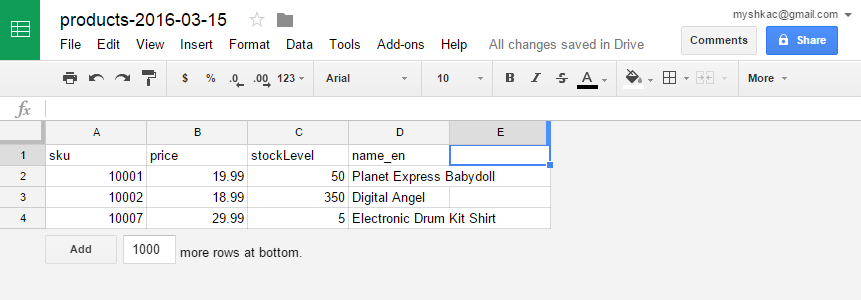 products-2016-03-15
myshkac@gmail.com
File Edit View Insert Format Data Tools Add-ons Help All changes saved in Drive
Comments
Share
$ % .0 .00 123 Arial 10 B I S A More
fx
A B C D E
1 sku price stockLevel name_en
2 10001 19.99 50 Planet Express Babydoll
3 10002 18.99 350 Digital Angel
4 10007 29.99 5 Electronic Drum Kit Shirt
Add 1000 more rows at bottom.